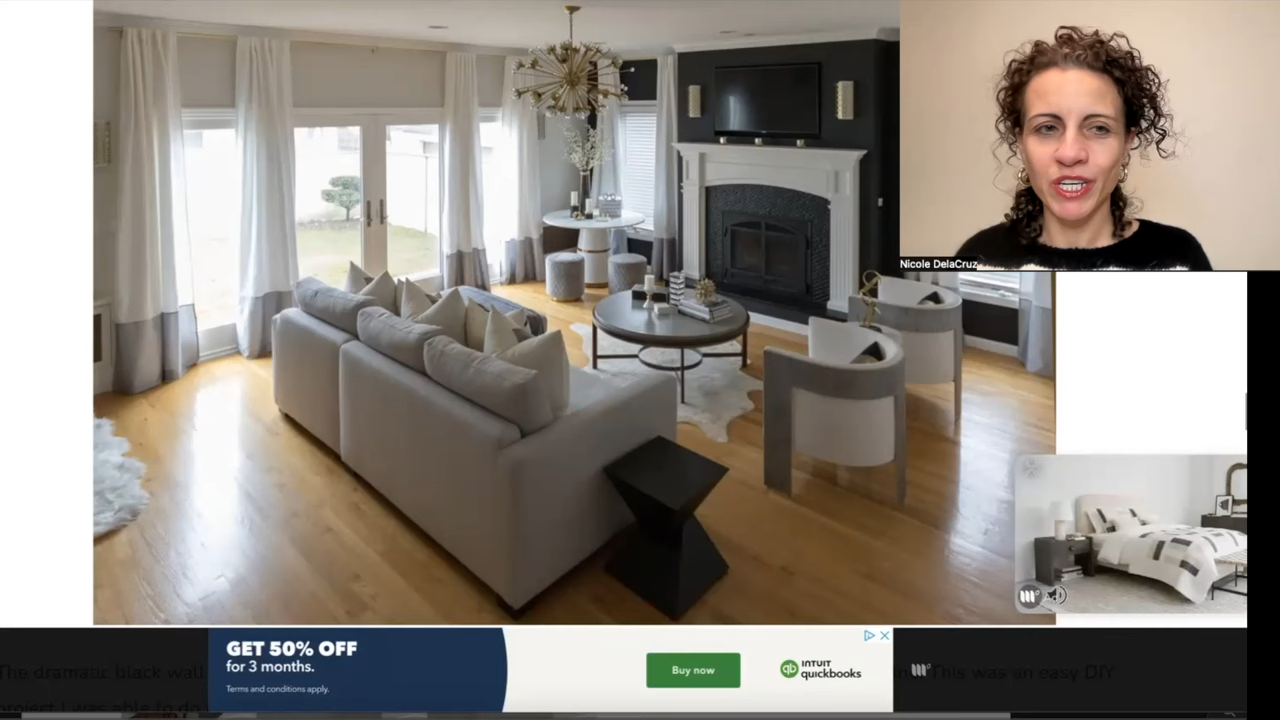 Nicole DelaCruz
GET 50% OFF
for 3 months.
Terms and conditions apply.
Buy now
INTUIT
quickbooks
The dramatic black wall
This was an easy DIY
project I was able to do